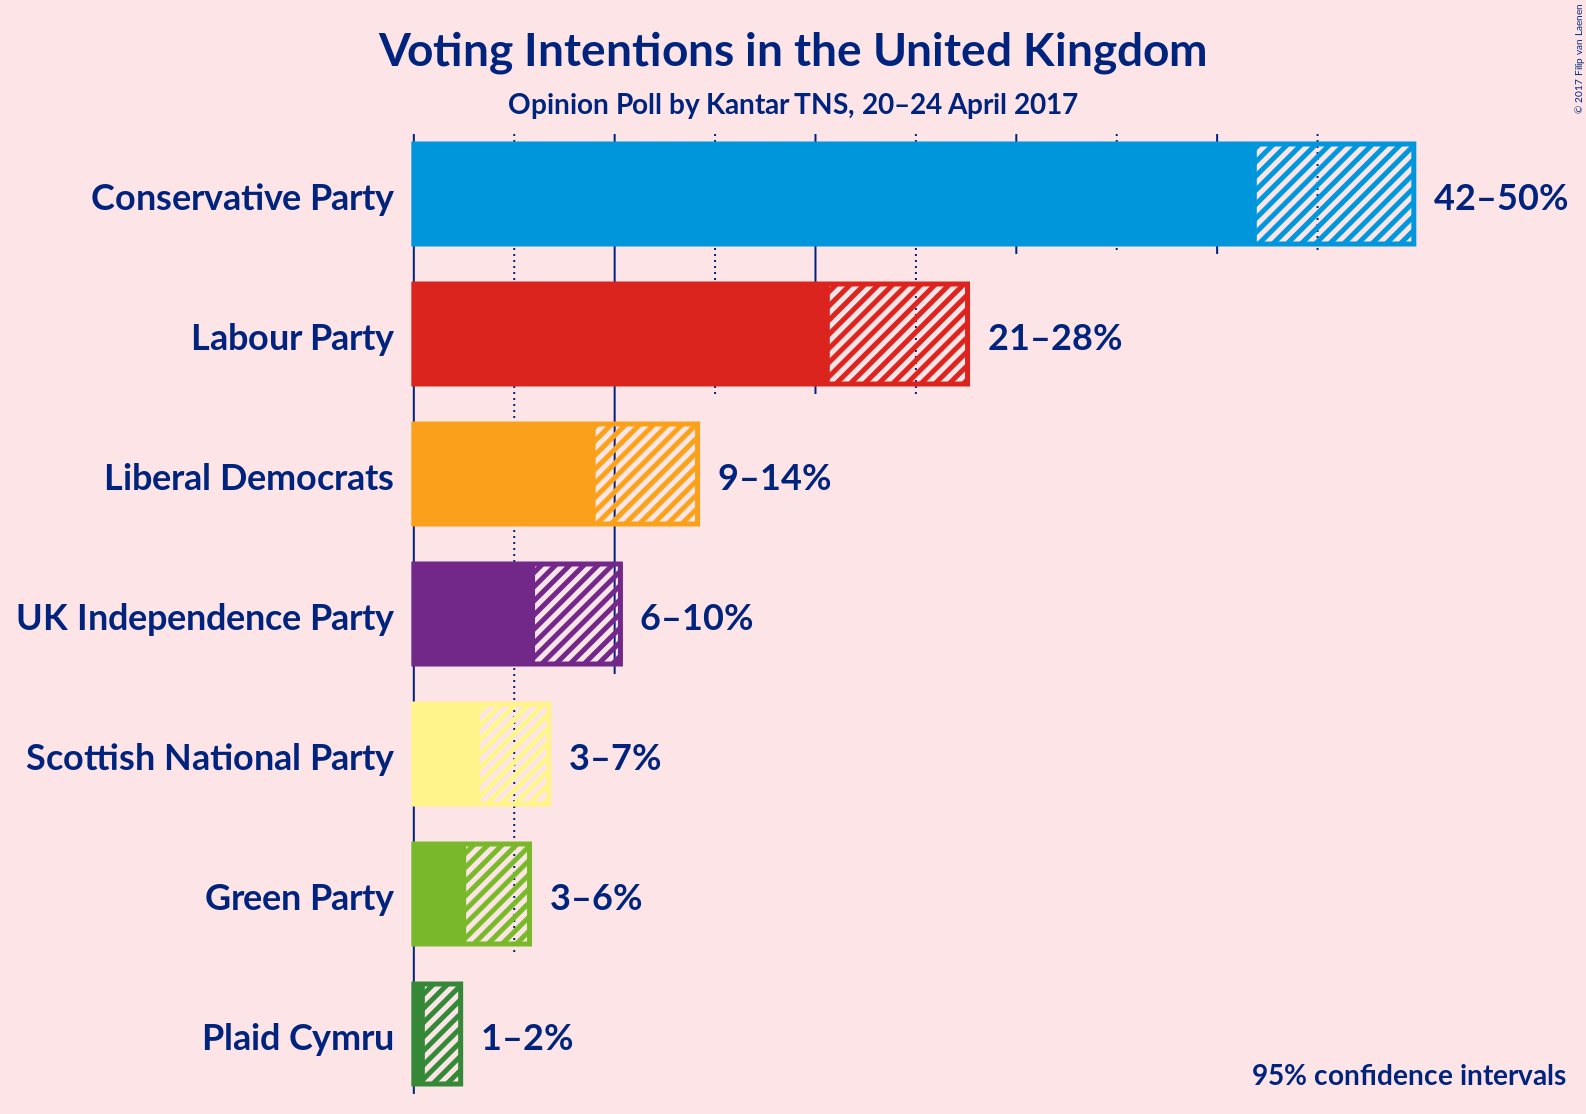 Voting Intentions in the United Kingdom
Opinion Poll by Kantar TNS, 20–24 April 2017
© 2017 Filip van Laenen
Conservative Party 42–50%
Labour Party 21–28%
Liberal Democrats 9–14%
UK Independence Party 6–10%
Scottish National Party 3–7%
Green Party 3–6%
Plaid Cymru 1–2%
95% confidence intervals